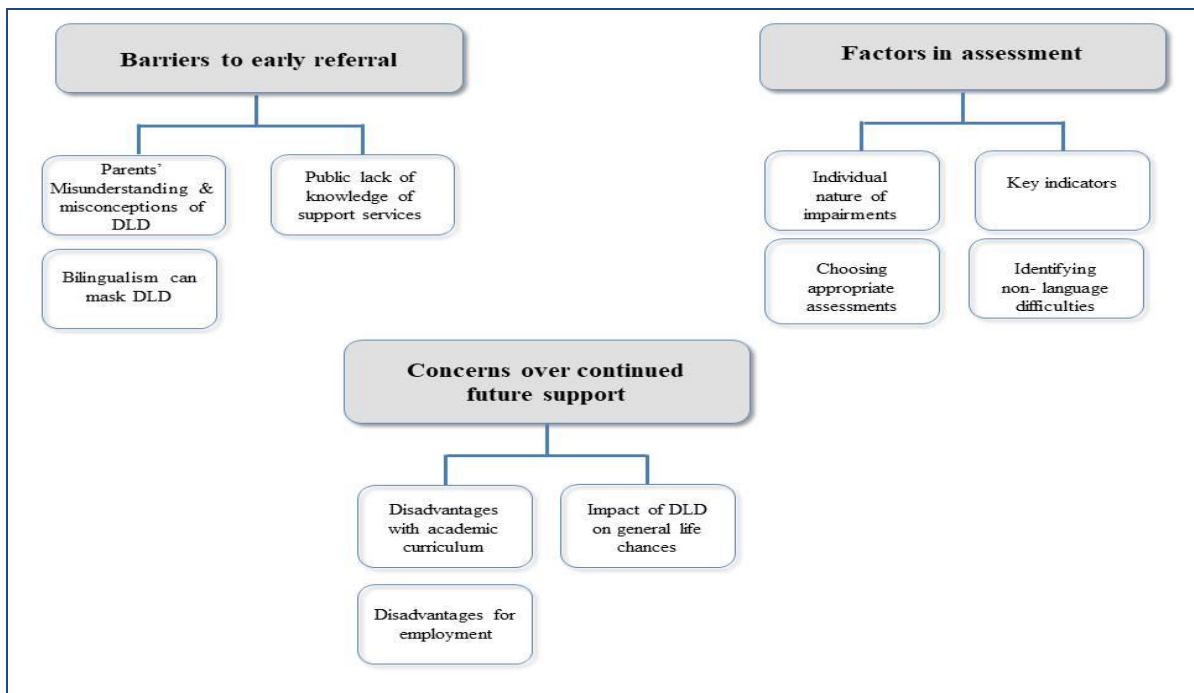 Barriers to early referral
Parents'
Misunderstanding &
misconceptions of
DLD
Public lack of
knowledge of
support services
Bilingualism can
mask DLD
Factors in assessment
Individual
nature of
impairments
Key indicators
Choosing
appropriate
assessments
Identifying
non- language
difficulties
Concerns over continued
future support
Disadvantages
with academic
curriculum
Impact of DLD
on general life
chances
Disadvantages for
employment